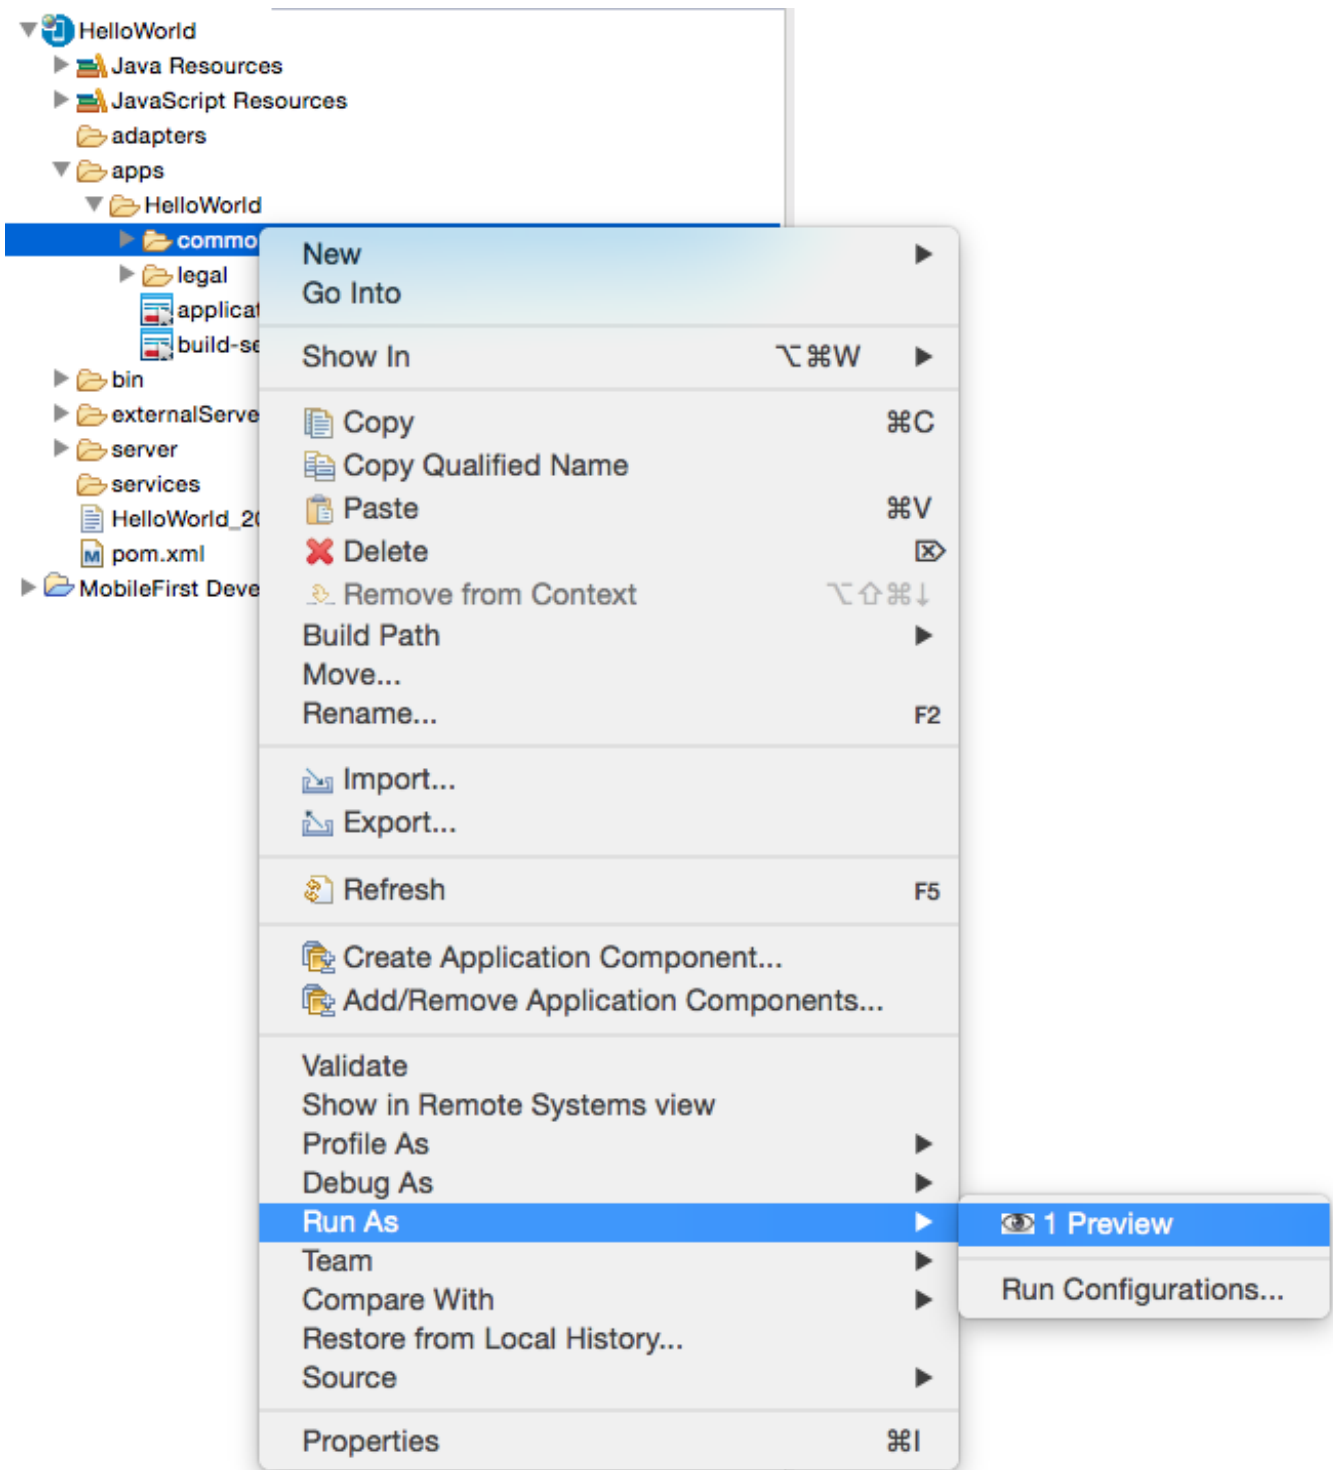 HelloWorld
Java Resources
JavaScript Resources
adapters
apps
HelloWorld
commo
legal
applicat
build-se
bin
externalServe
server
services
HelloWorld_20
pom.xml
MobileFirst Deve
New
Go Into
Show In ⌥⌘W
Copy ⌘C
Copy Qualified Name
Paste ⌘V
Delete ⌦
Remove from Context ⌥⇧⌘↓
Build Path
Move...
Rename... F2
Import...
Export...
Refresh F5
Create Application Component...
Add/Remove Application Components...
Validate
Show in Remote Systems view
Profile As
Debug As
Run As
Team
Compare With
Restore from Local History...
Source
Properties ⌘I
1 Preview
Run Configurations...